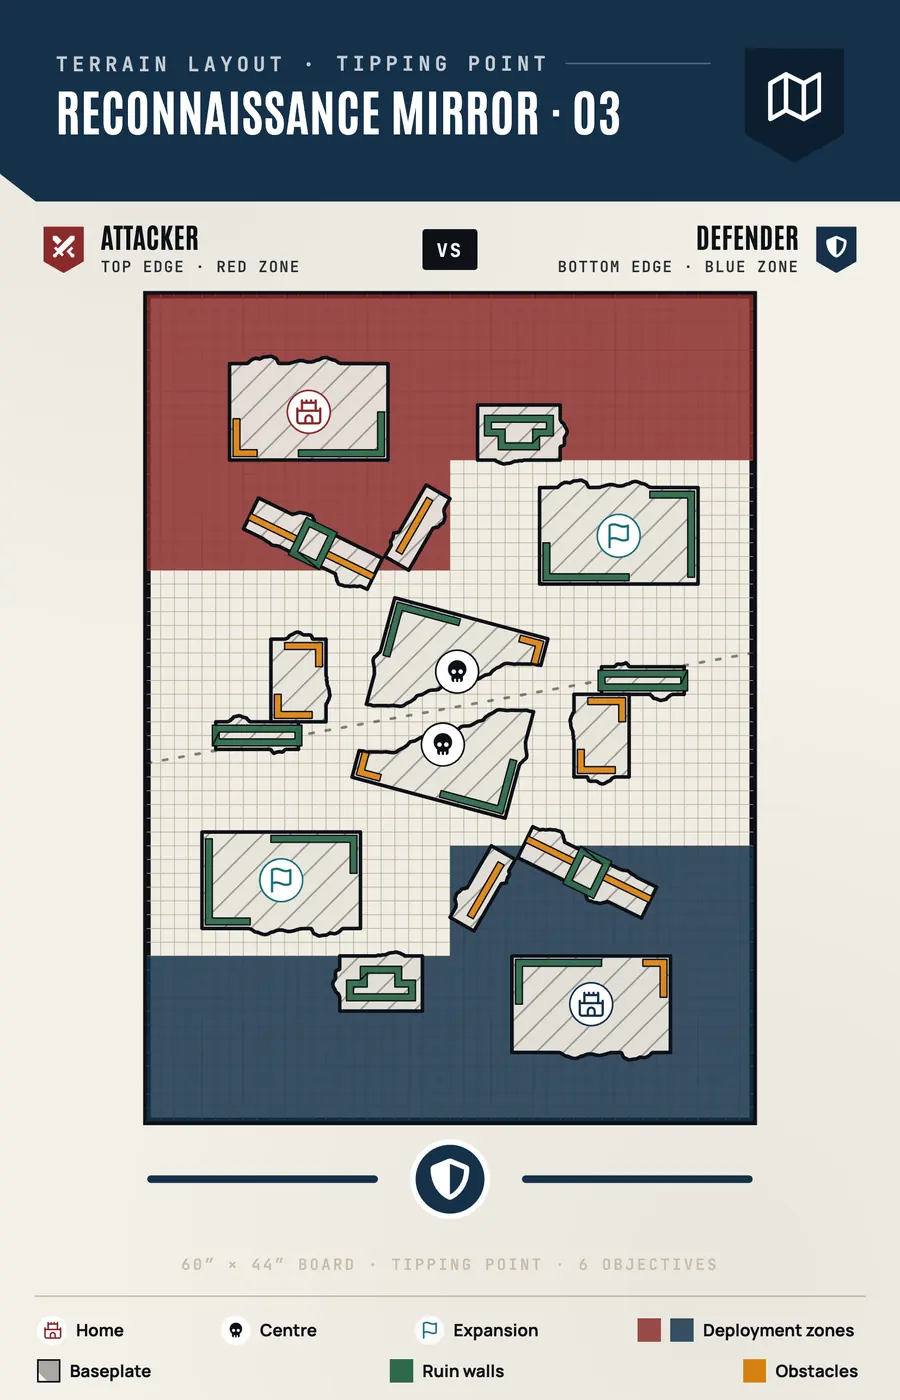 TERRAIN LAYOUT · TIPPING POINT
RECONNAISSANCE MIRROR · 03
ATTACKER
TOP EDGE · RED ZONE
VS
DEFENDER
BOTTOM EDGE · BLUE ZONE
60″ × 44″ BOARD · TIPPING POINT · 6 OBJECTIVES
Home
Centre
Expansion
Deployment zones
Baseplate
Ruin walls
Obstacles